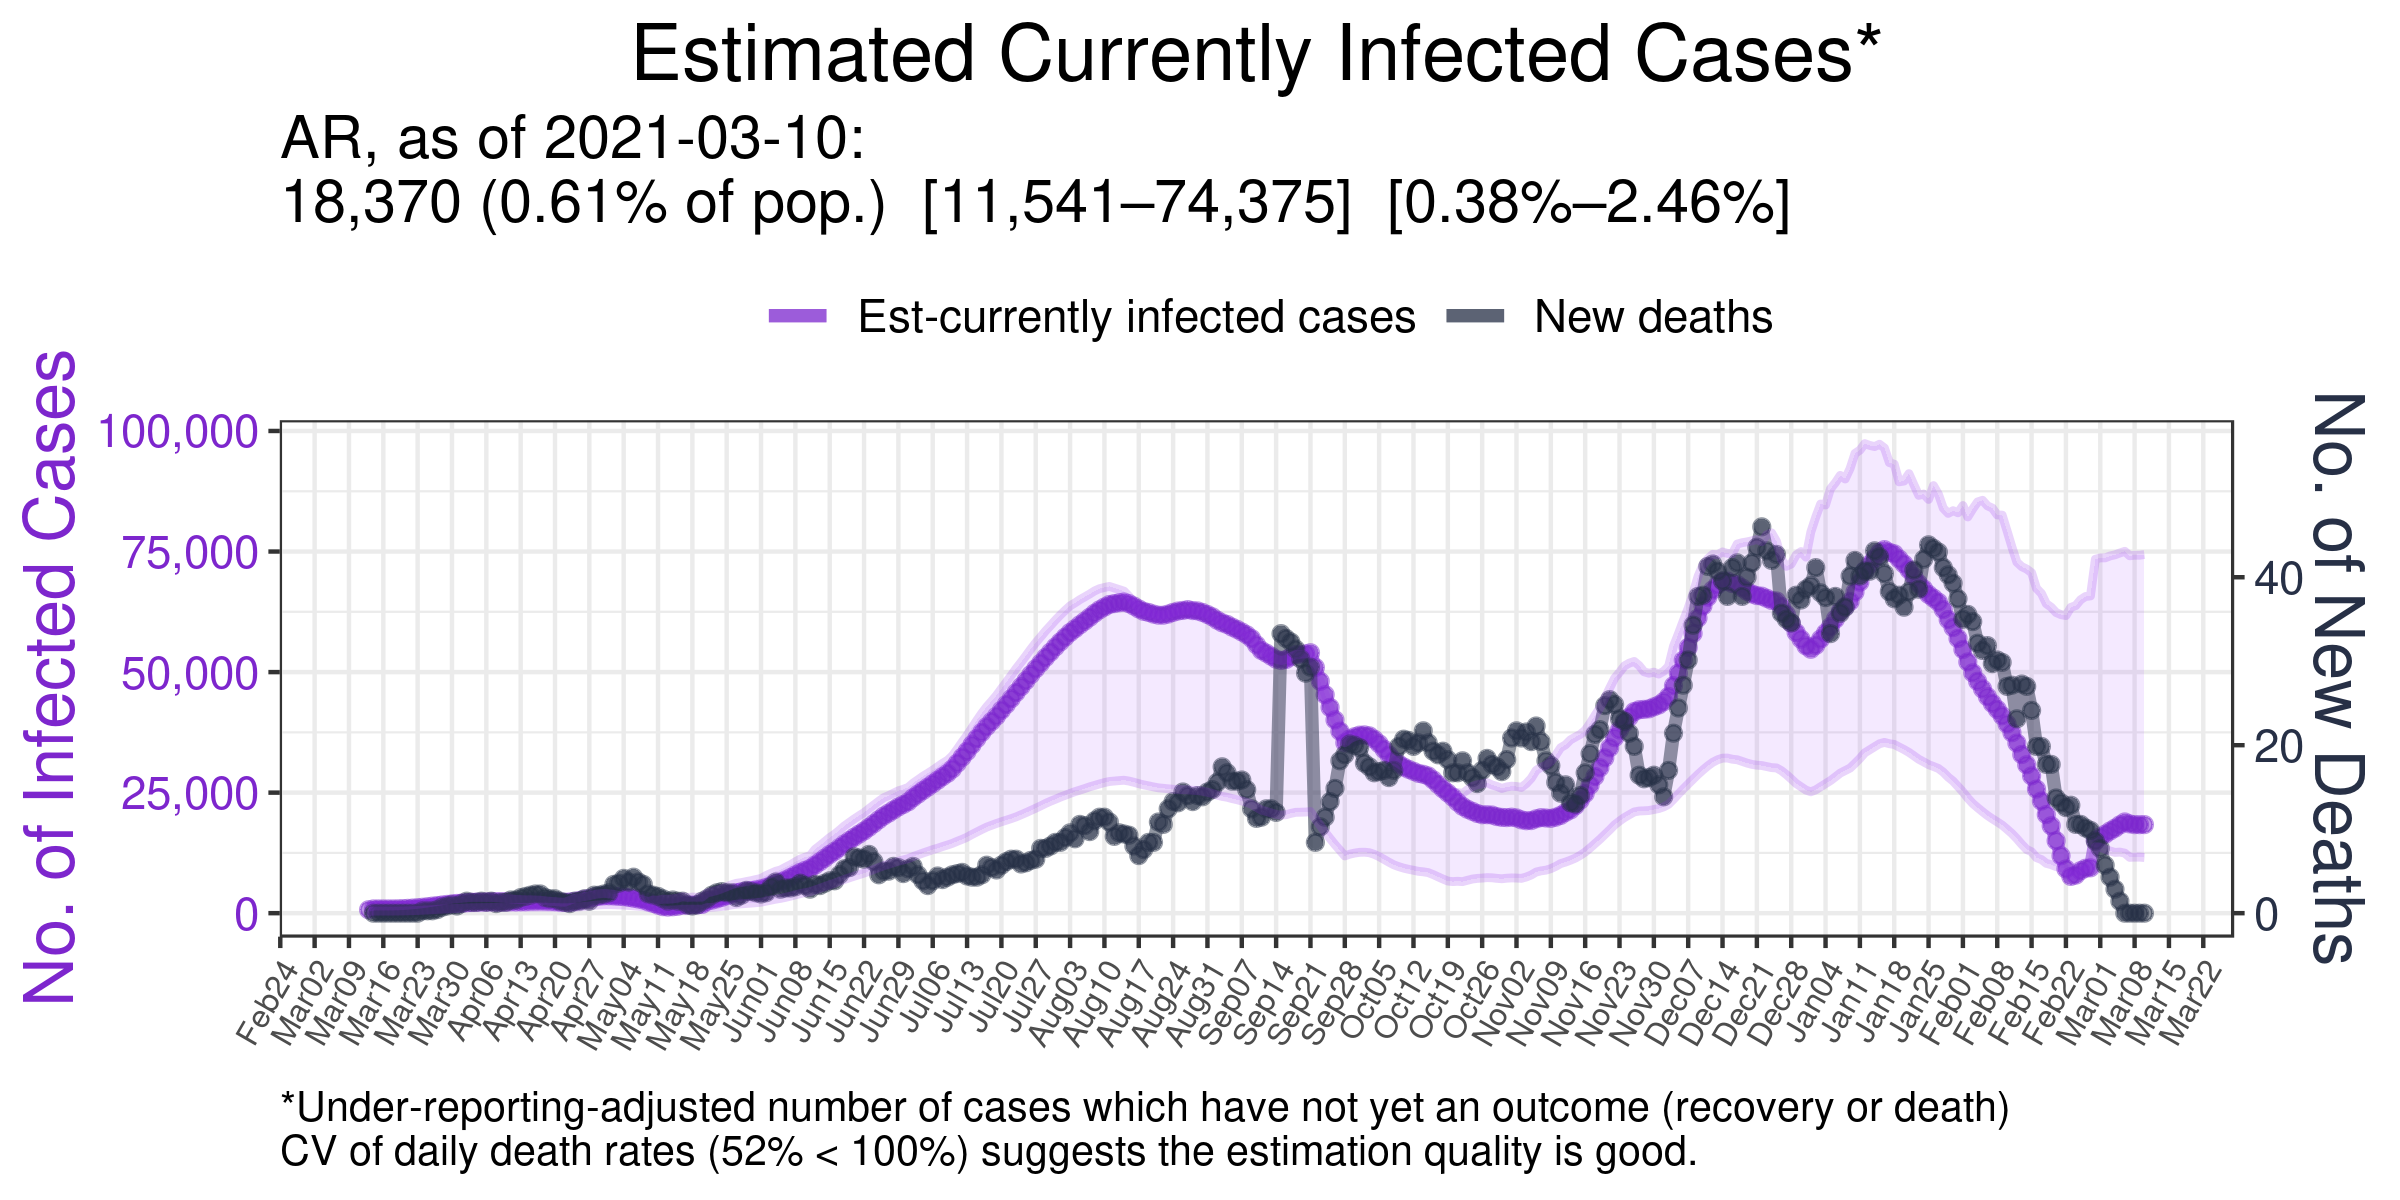 Estimated Currently Infected Cases*
AR, as of 2021-03-10:
18,370 (0.61% of pop.) [11,541–74,375] [0.38%–2.46%]
Est-currently infected cases
New deaths
No. of Infected Cases
100,000
75,000
50,000
25,000
0
No. of New Deaths
40
20
0
Feb24
Mar02
Mar09
Mar16
Mar23
Mar30
Apr06
Apr13
Apr20
Apr27
May04
May11
May18
May25
Jun01
Jun08
Jun15
Jun22
Jun29
Jul06
Jul13
Jul20
Jul27
Aug03
Aug10
Aug17
Aug24
Aug31
Sep07
Sep14
Sep21
Sep28
Oct05
Oct12
Oct19
Oct26
Nov02
Nov09
Nov16
Nov23
Nov30
Dec07
Dec14
Dec21
Dec28
Jan04
Jan11
Jan18
Jan25
Feb01
Feb08
Feb15
Feb22
Mar01
Mar08
Mar15
Mar22
*Under-reporting-adjusted number of cases which have not yet an outcome (recovery or death)
CV of daily death rates (52% < 100%) suggests the estimation quality is good.